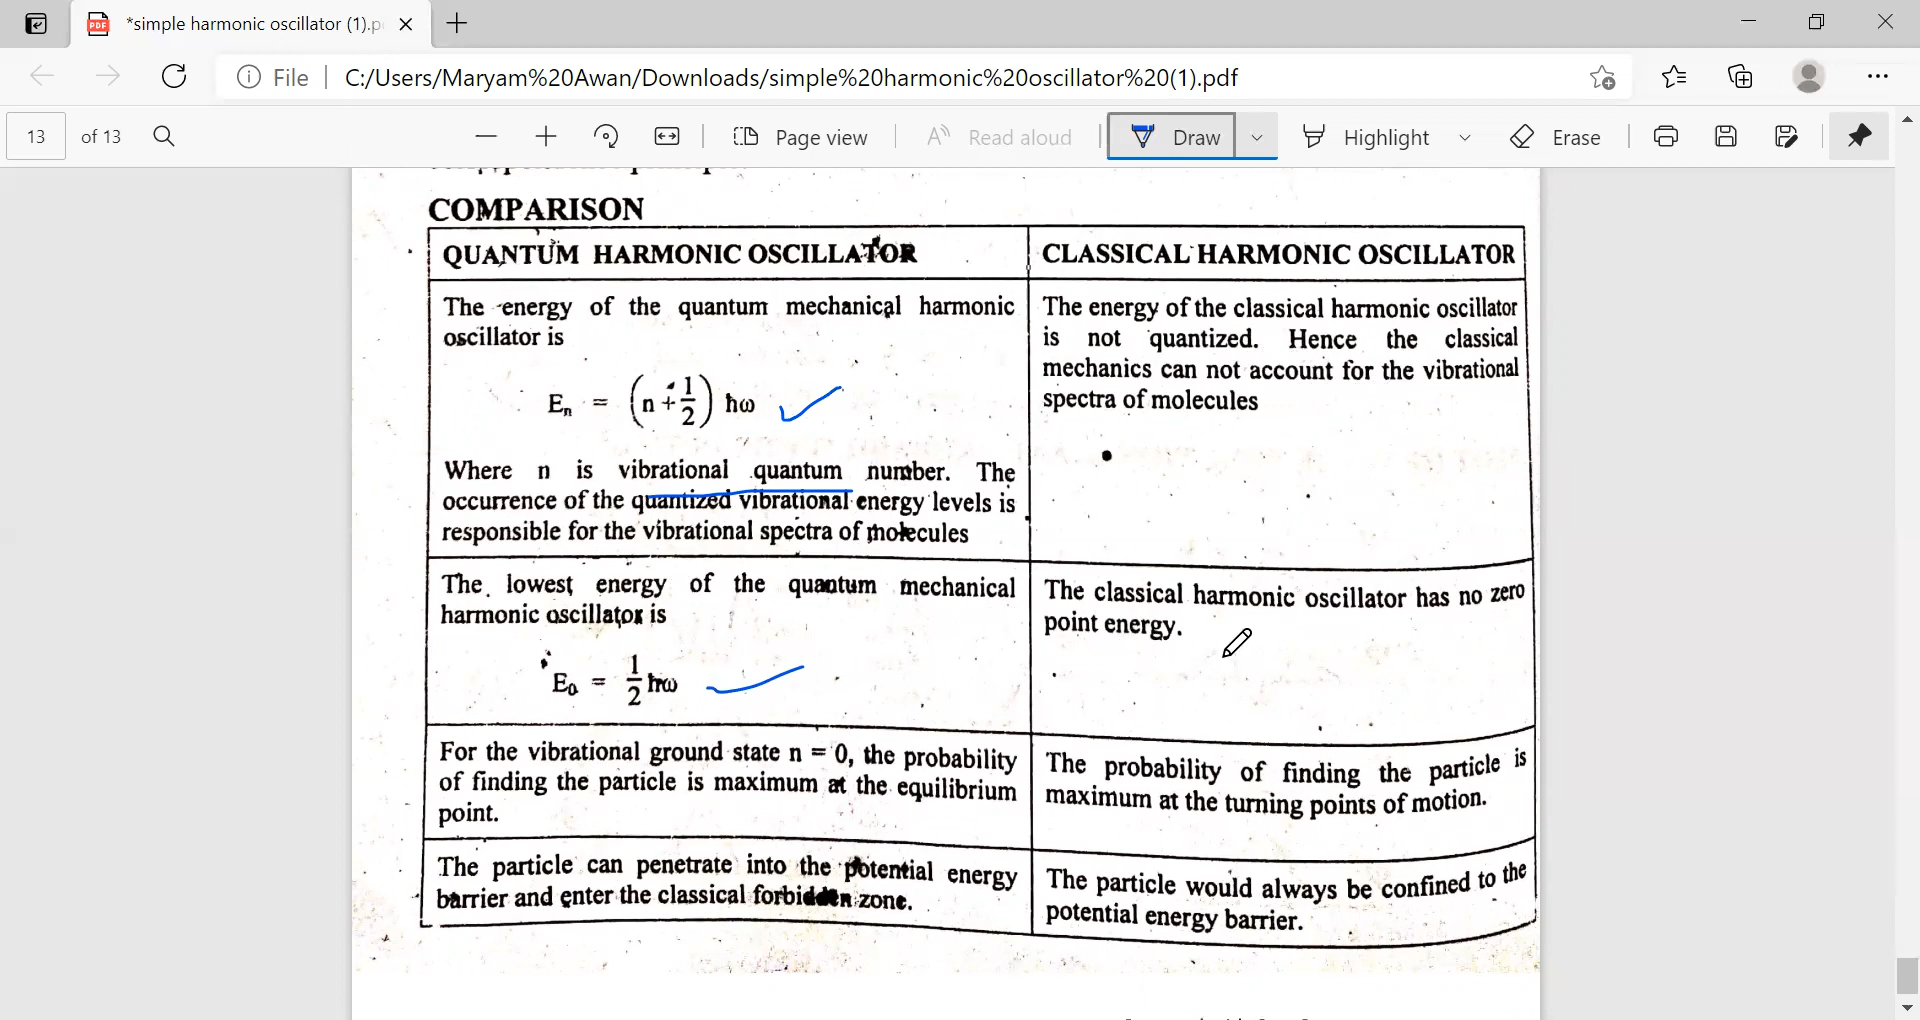 *simple harmonic oscillator (1).p
File
C:/Users/Maryam%20Awan/Downloads/simple%20harmonic%20oscillator%20(1).pdf
13
of 13
Page view
Read aloud
Draw
Highlight
Erase
COMPARISON
QUANTUM HARMONIC OSCILLATOR
The energy of the quantum mechanical harmonic
oscillator is
Eₙ = (n + 1/2) ħω
Where n is vibrational quantum number. The
occurrence of the quantized vibrational energy levels is
responsible for the vibrational spectra of molecules
CLASSICAL HARMONIC OSCILLATOR
The energy of the classical harmonic oscillator
is not quantized. Hence the classical
mechanics can not account for the vibrational
spectra of molecules
The lowest energy of the quantum mechanical
harmonic oscillator is
E₀ = 1/2 ħω
The classical harmonic oscillator has no zero
point energy.
For the vibrational ground state n = 0, the probability
of finding the particle is maximum at the equilibrium
point.
The probability of finding the particle is
maximum at the turning points of motion.
The particle can penetrate into the potential energy
barrier and enter the classical forbidden zone.
The particle would always be confined to the
potential energy barrier.